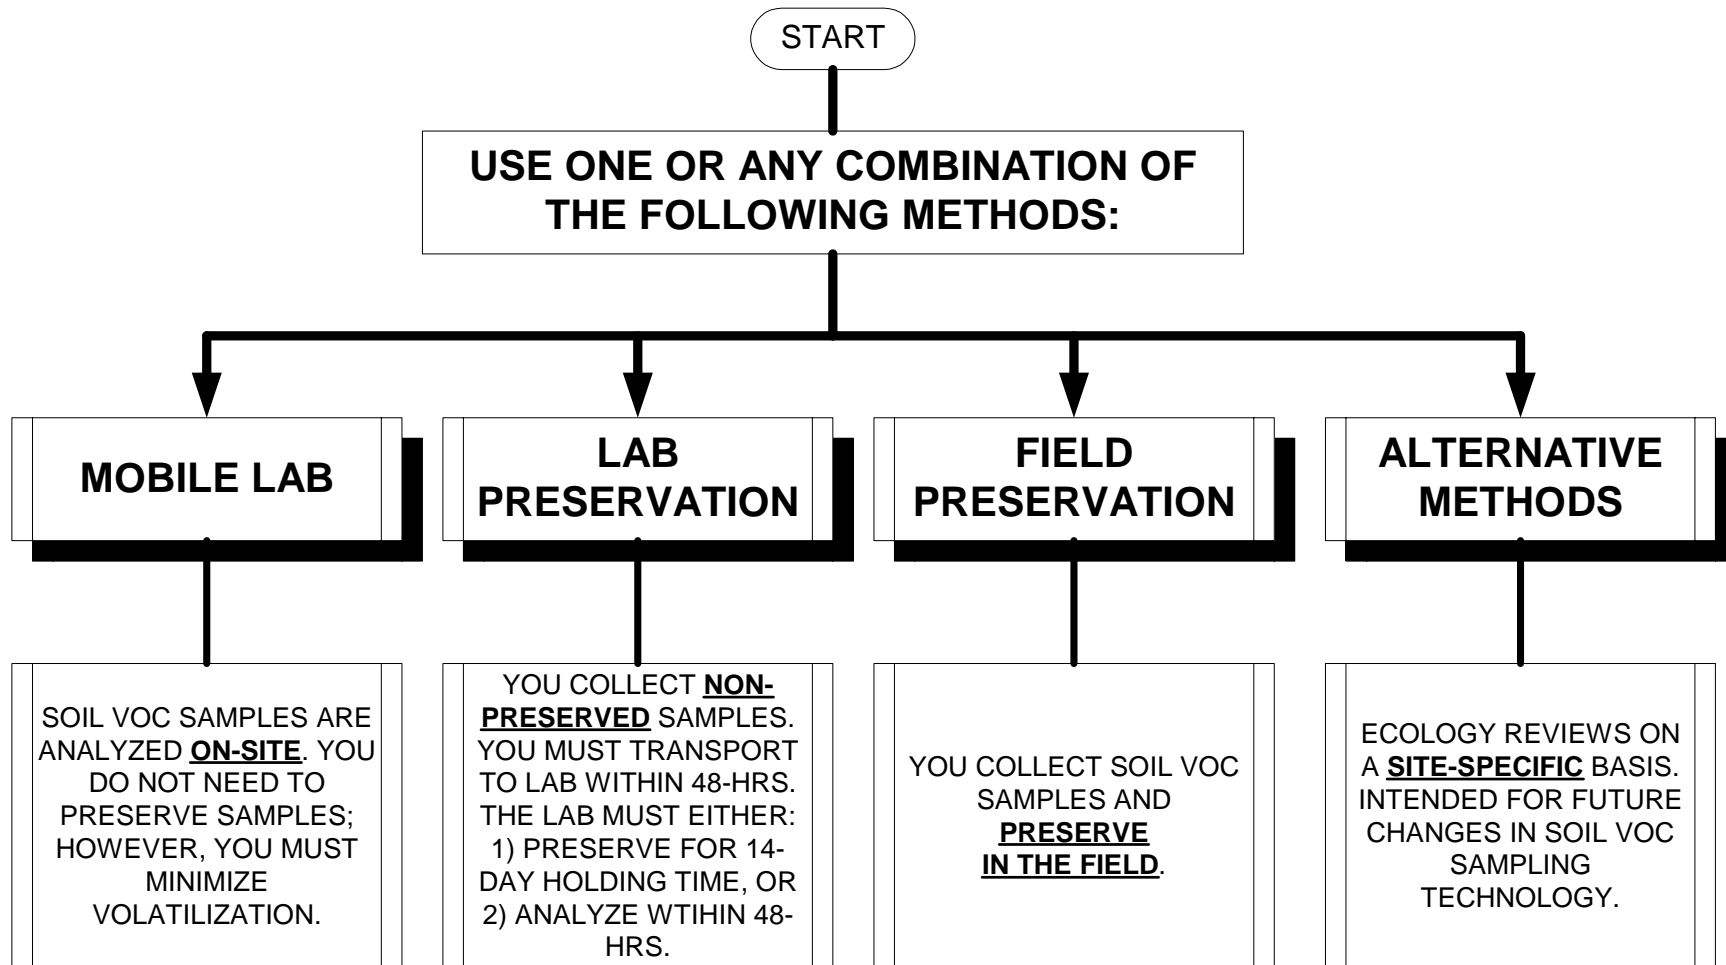 START
USE ONE OR ANY COMBINATION OF
THE FOLLOWING METHODS:
MOBILE LAB
LAB
PRESERVATION
FIELD
PRESERVATION
ALTERNATIVE
METHODS
SOIL VOC SAMPLES ARE
ANALYZED ON-SITE. YOU
DO NOT NEED TO
PRESERVE SAMPLES;
HOWEVER, YOU MUST
MINIMIZE
VOLATILIZATION.
YOU COLLECT NON-
PRESERVED SAMPLES.
YOU MUST TRANSPORT
TO LAB WITHIN 48-HRS.
THE LAB MUST EITHER:
1) PRESERVE FOR 14-
DAY HOLDING TIME, OR
2) ANALYZE WTIHIN 48-
HRS.
YOU COLLECT SOIL VOC
SAMPLES AND
PRESERVE
IN THE FIELD.
ECOLOGY REVIEWS ON
A SITE-SPECIFIC BASIS.
INTENDED FOR FUTURE
CHANGES IN SOIL VOC
SAMPLING
TECHNOLOGY.